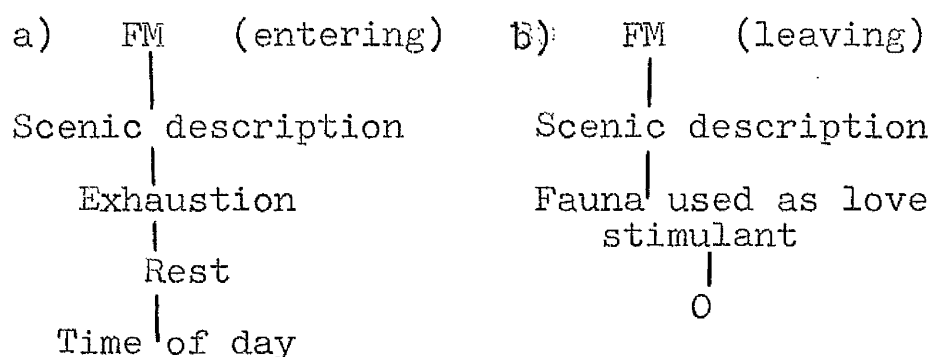 a) FM (entering)
Scenic description
Exhaustion
Rest
Time of day
b) FM (leaving)
Scenic description
Fauna used as love
stimulant
O